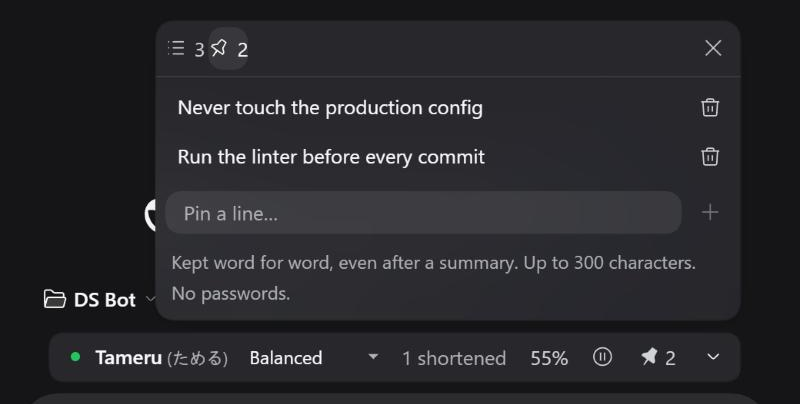 3 2
Never touch the production config
Run the linter before every commit
Pin a line...
Kept word for word, even after a summary. Up to 300 characters.
No passwords.
DS Bot
Tameru (ためる) Balanced 1 shortened 55% 2